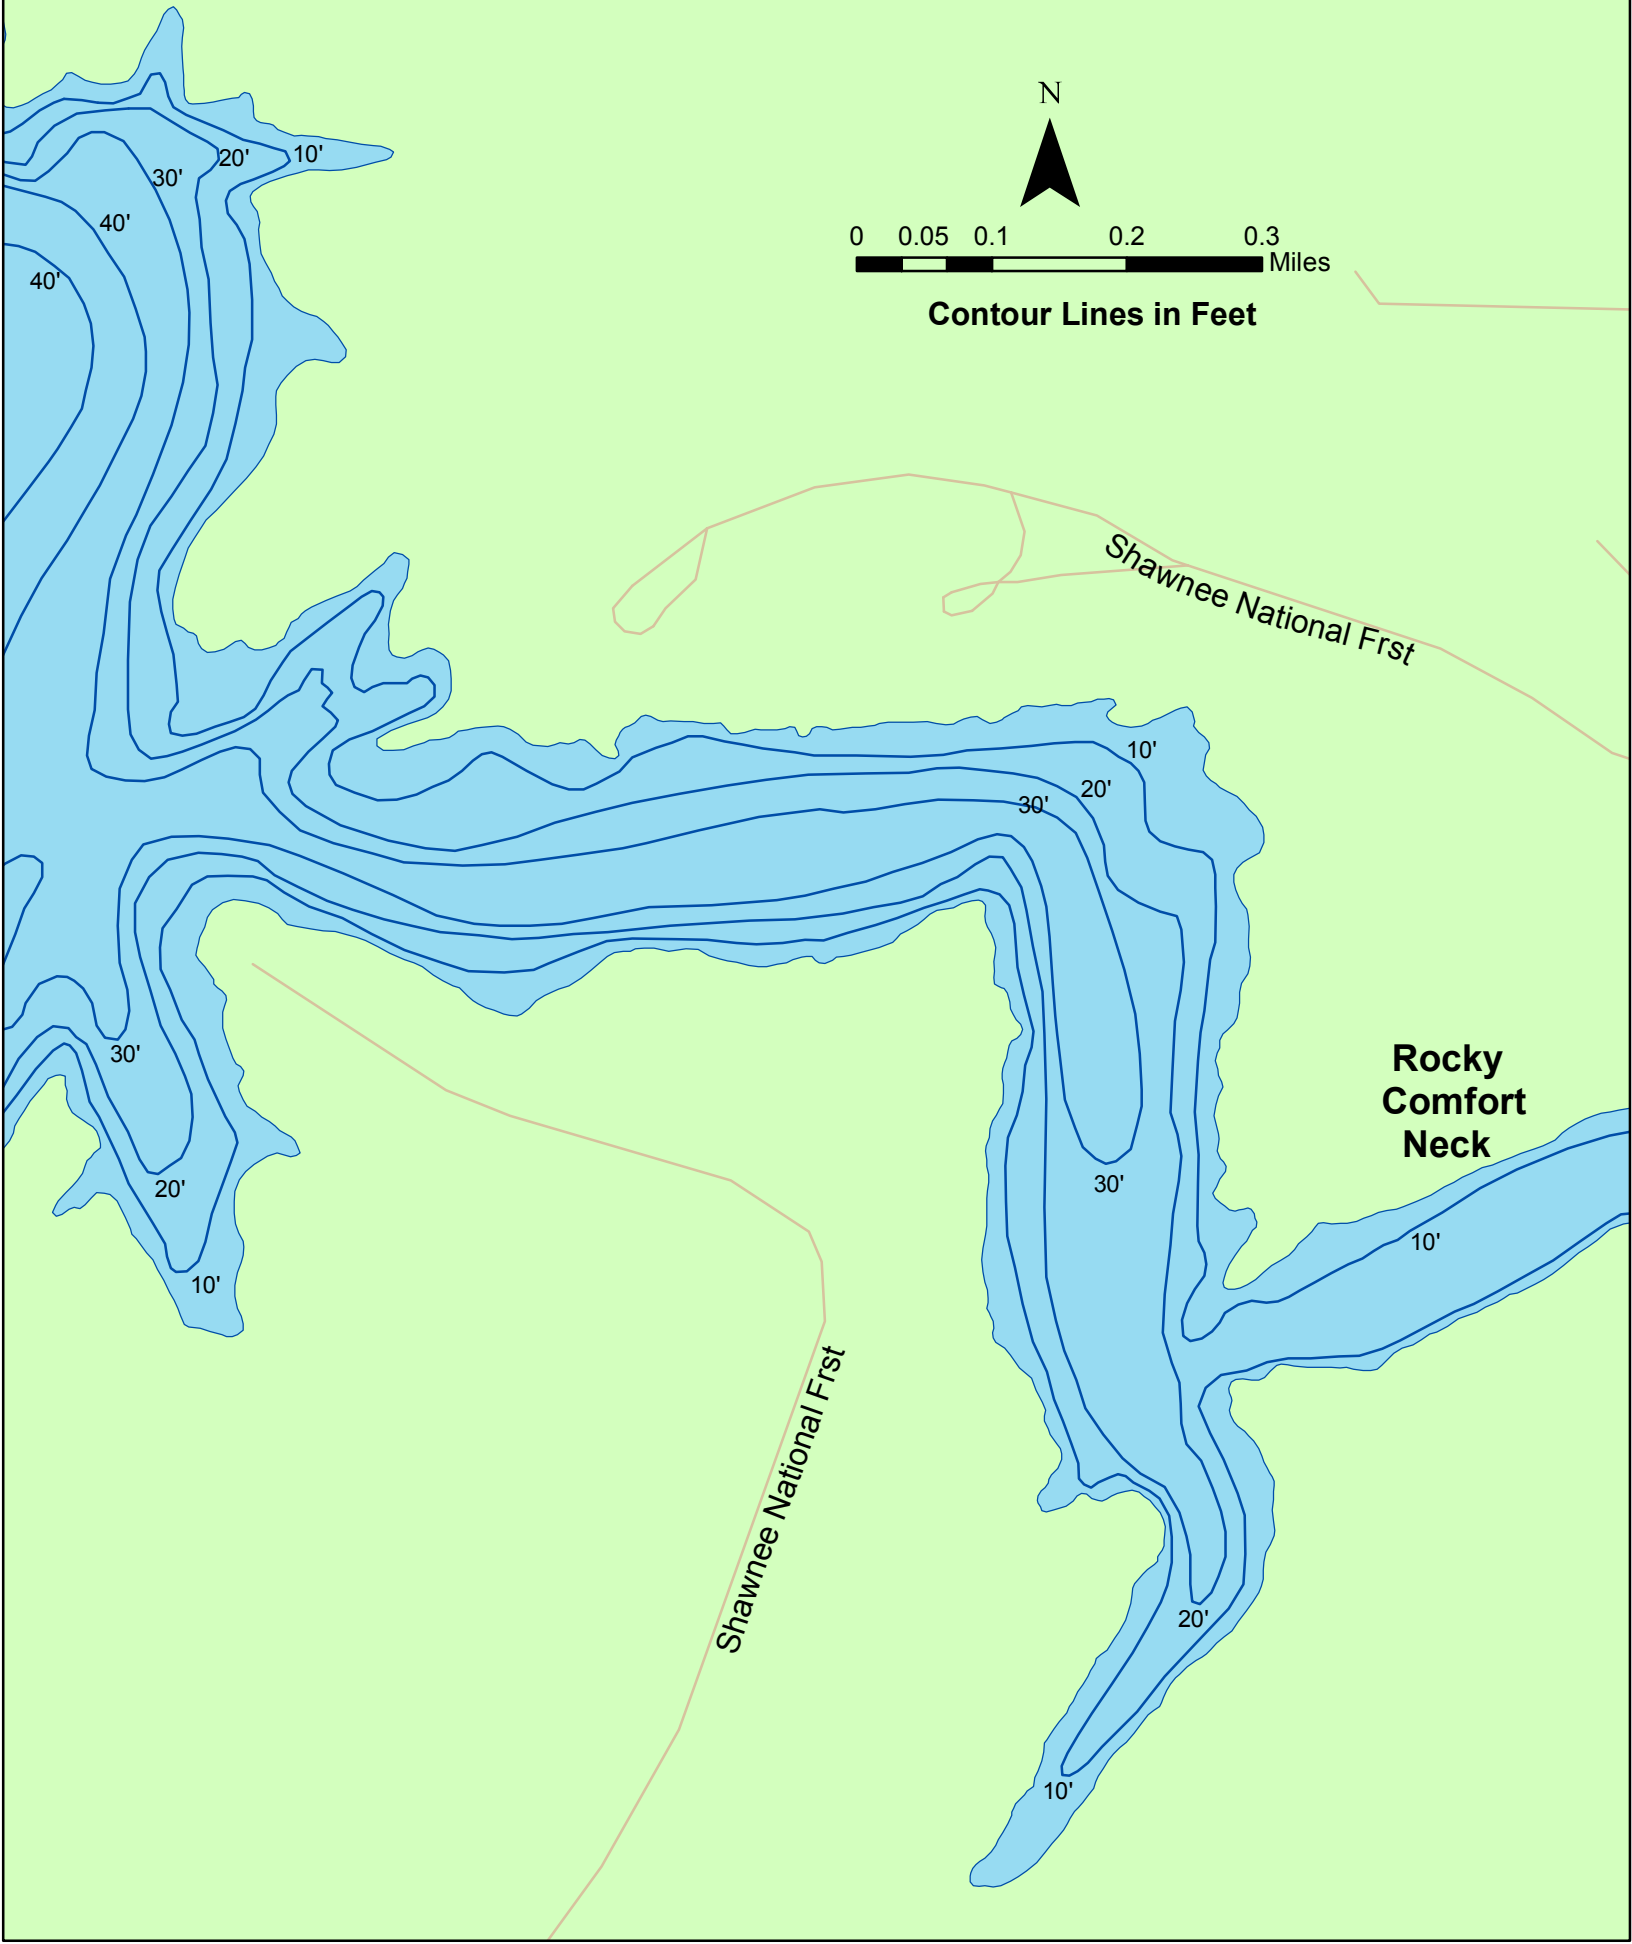 N
0 0.05 0.1 0.2 0.3
Miles
Contour Lines in Feet
10'
20'
30'
40'
40'
Shawnee National Frst
10'
20'
30'
Rocky
Comfort
Neck
30'
20'
10'
30'
10'
Shawnee National Frst
20'
10'